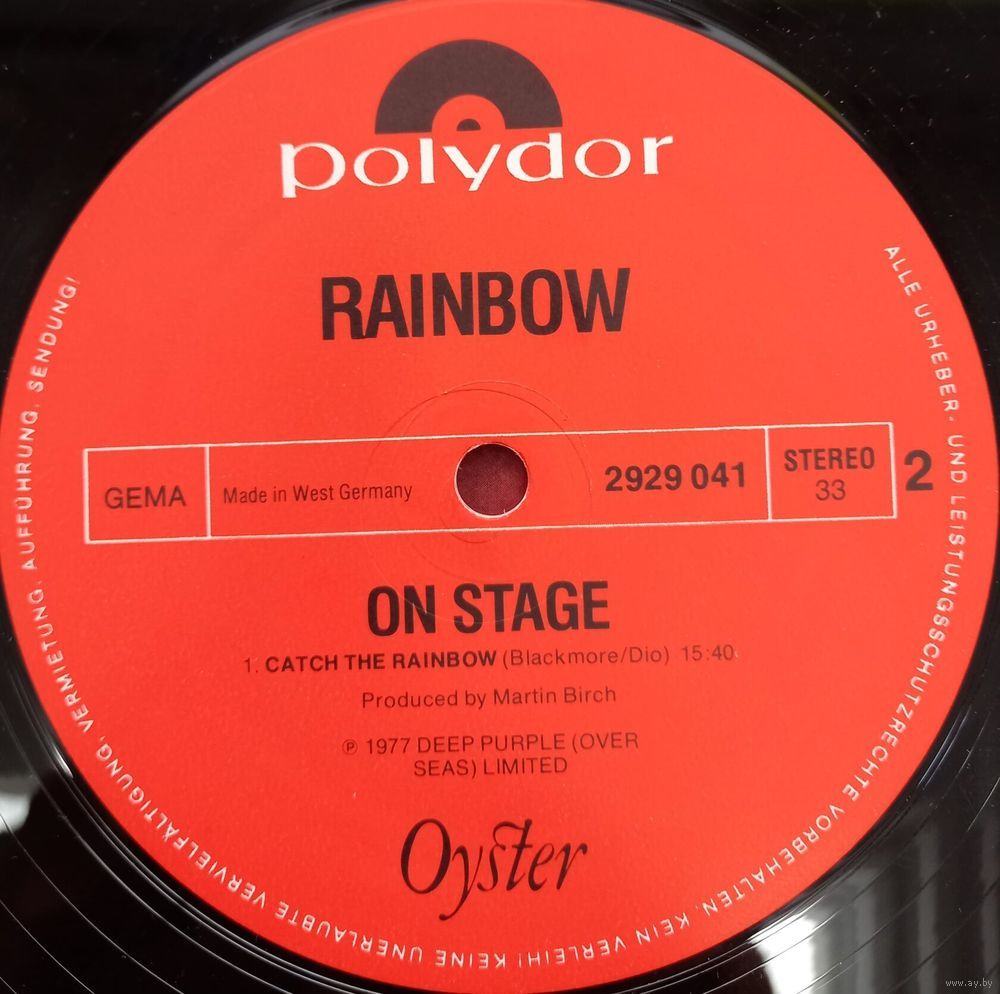 polydor
RAINBOW
GEMA
Made in West Germany
2929 041
STEREO
33
2
ON STAGE
1. CATCH THE RAINBOW (Blackmore/Dio) 15:40
Produced by Martin Birch
℗ 1977 DEEP PURPLE (OVER
SEAS) LIMITED
Oyster
ALLE URHEBER- UND LEISTUNGSSCHUTZRECHTE VORBEHALTEN. KEIN VERLEIH! KEINE UNERLAUBTE VERVIELFÄLTIGUNG, VERMIETUNG, AUFFÜHRUNG, SENDUNG!
www.ay.by